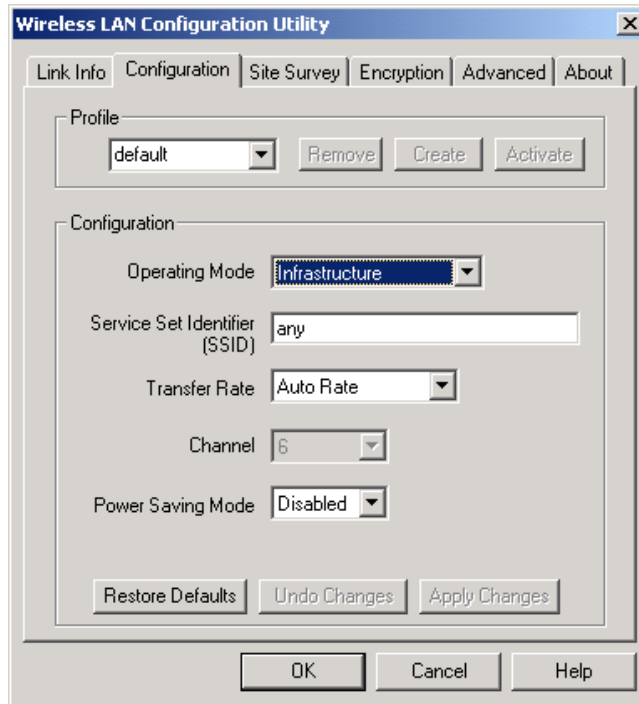 Wireless LAN Configuration Utility
Link Info Configuration Site Survey Encryption Advanced About
Profile
default Remove Create Activate
Configuration
Operating Mode Infrastructure
Service Set Identifier
(SSID) any
Transfer Rate Auto Rate
Channel 6
Power Saving Mode Disabled
Restore Defaults Undo Changes Apply Changes
OK Cancel Help